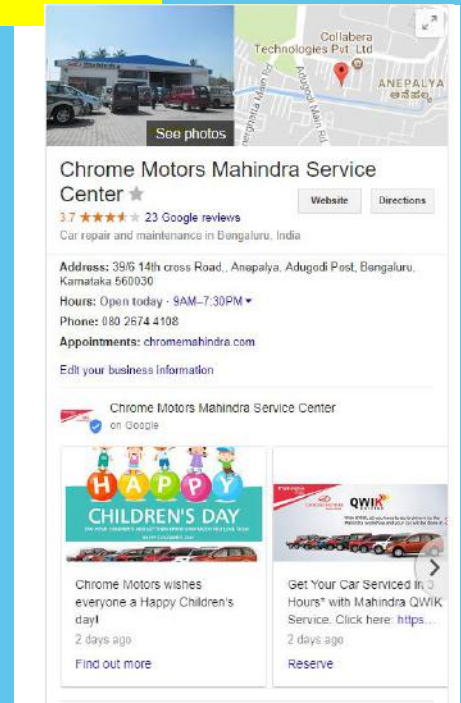 Collabera
Technologies Pvt Ltd
Adugodi Main Rd
ANEPALYA
ಆನೆಪಾಳ್ಯ
See photos
Chrome Motors Mahindra Service
Center
Website
Directions
3.7 23 Google reviews
Car repair and maintenance in Bengaluru, India
Address: 39/6 14th cross Road,, Anepalya, Adugodi Post, Bengaluru,
Karnataka 560030
Hours: Open today · 9AM–7:30PM
Phone: 080 2674 4108
Appointments: chromemahindra.com
Edit your business information
Chrome Motors Mahindra Service Center
on Google
HAPPY
CHILDREN'S DAY
Chrome Motors wishes
everyone a Happy Children's
day!
2 days ago
Find out more
QWIK
Get Your Car Serviced in 3
Hours* with Mahindra QWIK
Service. Click here: https...
2 days ago
Reserve